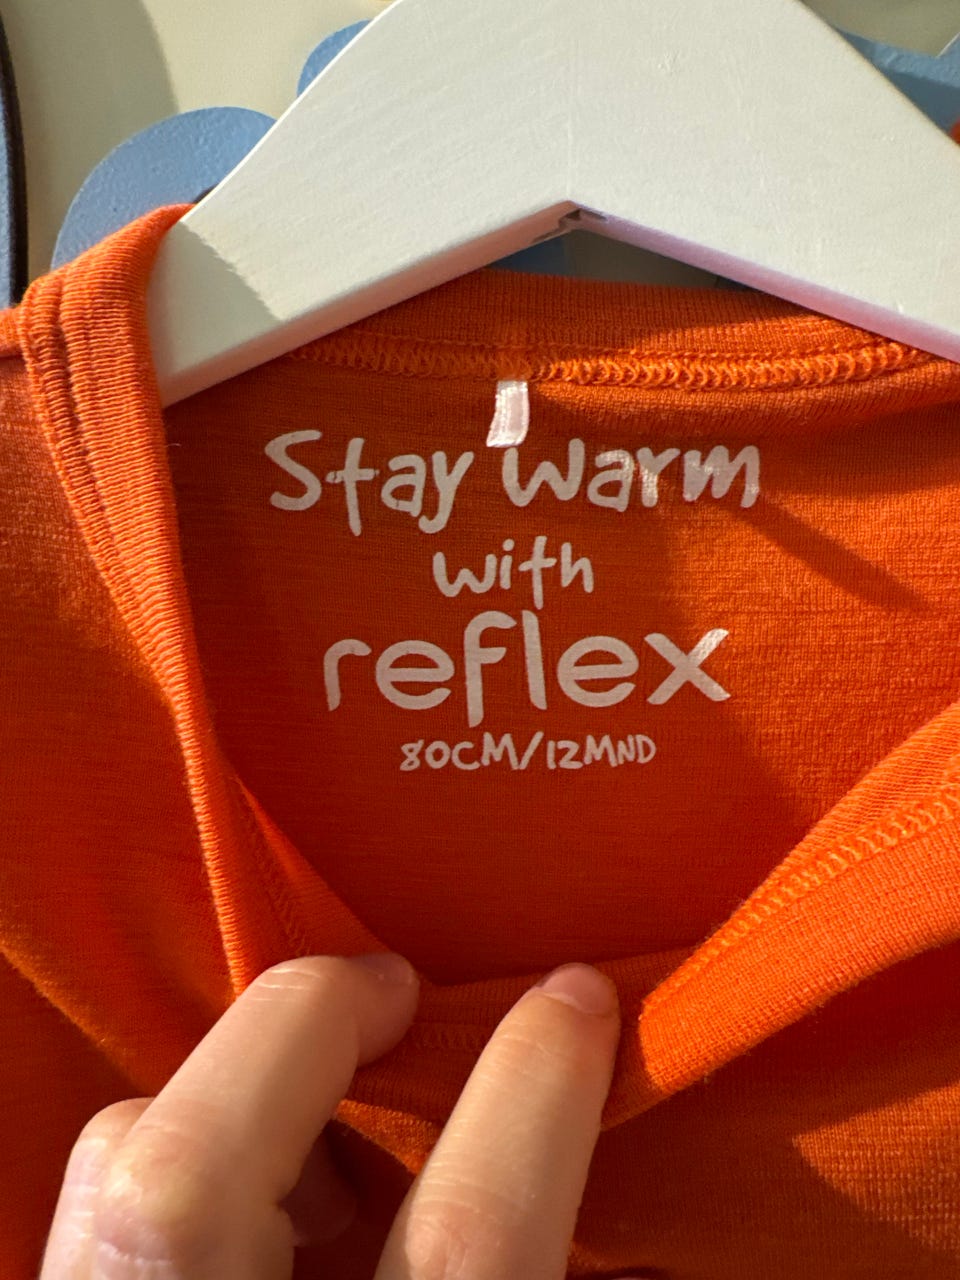 Stay warm
with
reflex
80CM/12MND